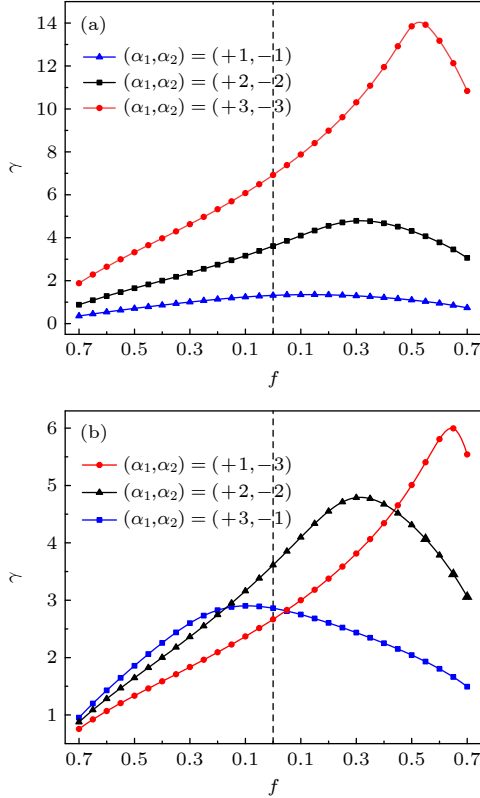 (a)
(α₁,α₂) = (+1,−1)
(α₁,α₂) = (+2,−2)
(α₁,α₂) = (+3,−3)
γ
14
12
10
8
6
4
2
0
0.7 0.5 0.3 0.1 0.1 0.3 0.5 0.7
f
(b)
(α₁,α₂) = (+1,−3)
(α₁,α₂) = (+2,−2)
(α₁,α₂) = (+3,−1)
γ
6
5
4
3
2
1
0.7 0.5 0.3 0.1 0.1 0.3 0.5 0.7
f